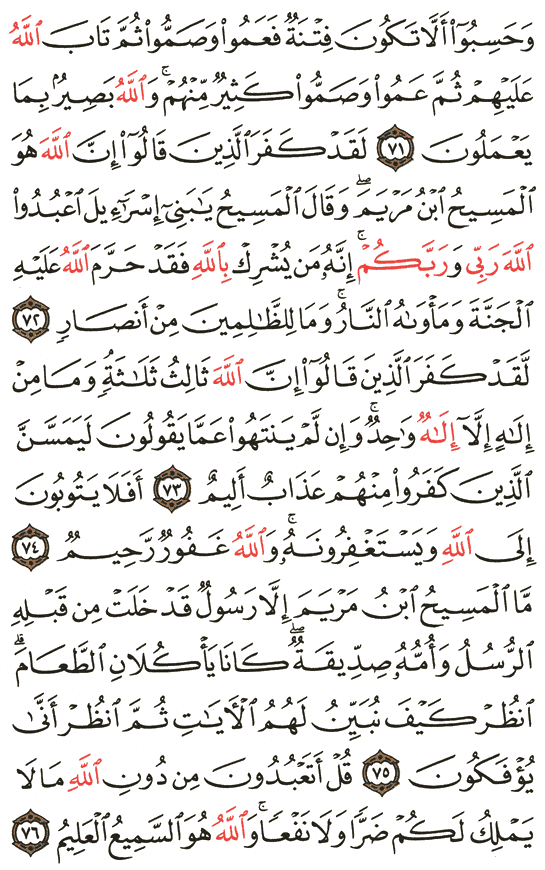 وَحَسِبُوٓا۟ أَلَّا تَكُونَ فِتْنَةٌ فَعَمُوا۟ وَصَمُّوا۟ ثُمَّ تَابَ ٱللَّهُ
عَلَيْهِمْ ثُمَّ عَمُوا۟ وَصَمُّوا۟ كَثِيرٌ مِّنْهُمْ ۚ وَٱللَّهُ بَصِيرٌۢ بِمَا
يَعْمَلُونَ ٧١ لَقَدْ كَفَرَ ٱلَّذِينَ قَالُوٓا۟ إِنَّ ٱللَّهَ هُوَ
ٱلْمَسِيحُ ٱبْنُ مَرْيَمَ ۖ وَقَالَ ٱلْمَسِيحُ يَٰبَنِىٓ إِسْرَٰٓءِيلَ ٱعْبُدُوا۟
ٱللَّهَ رَبِّى وَرَبَّكُمْ ۖ إِنَّهُۥ مَن يُشْرِكْ بِٱللَّهِ فَقَدْ حَرَّمَ ٱللَّهُ عَلَيْهِ
ٱلْجَنَّةَ وَمَأْوَىٰهُ ٱلنَّارُ ۖ وَمَا لِلظَّٰلِمِينَ مِنْ أَنصَارٍ ٧٢
لَّقَدْ كَفَرَ ٱلَّذِينَ قَالُوٓا۟ إِنَّ ٱللَّهَ ثَالِثُ ثَلَٰثَةٍ ۘ وَمَا مِنْ
إِلَٰهٍ إِلَّآ إِلَٰهٌ وَٰحِدٌ ۚ وَإِن لَّمْ يَنتَهُوا۟ عَمَّا يَقُولُونَ لَيَمَسَّنَّ
ٱلَّذِينَ كَفَرُوا۟ مِنْهُمْ عَذَابٌ أَلِيمٌ ٧٣ أَفَلَا يَتُوبُونَ
إِلَى ٱللَّهِ وَيَسْتَغْفِرُونَهُۥ ۚ وَٱللَّهُ غَفُورٌ رَّحِيمٌ ٧٤
مَّا ٱلْمَسِيحُ ٱبْنُ مَرْيَمَ إِلَّا رَسُولٌ قَدْ خَلَتْ مِن قَبْلِهِ
ٱلرُّسُلُ وَأُمُّهُۥ صِدِّيقَةٌ ۖ كَانَا يَأْكُلَانِ ٱلطَّعَامَ ۗ
ٱنظُرْ كَيْفَ نُبَيِّنُ لَهُمُ ٱلْءَايَٰتِ ثُمَّ ٱنظُرْ أَنَّىٰ
يُؤْفَكُونَ ٧٥ قُلْ أَتَعْبُدُونَ مِن دُونِ ٱللَّهِ مَا لَا
يَمْلِكُ لَكُمْ ضَرًّا وَلَا نَفْعًا ۚ وَٱللَّهُ هُوَ ٱلسَّمِيعُ ٱلْعَلِيمُ ٧٦